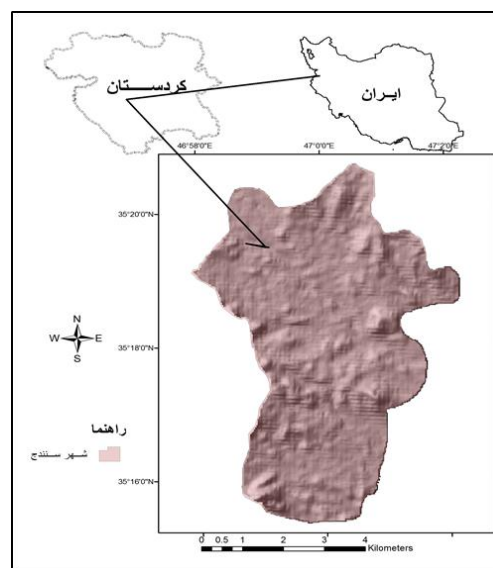 کردستان
ایران
46°58'0"E 47°0'0"E 47°2'0"E
35°20'0"N
35°18'0"N
35°16'0"N
N
W E
S
راهنما
شهر سنندج
0 0.5 1 2 3 4
Kilometers